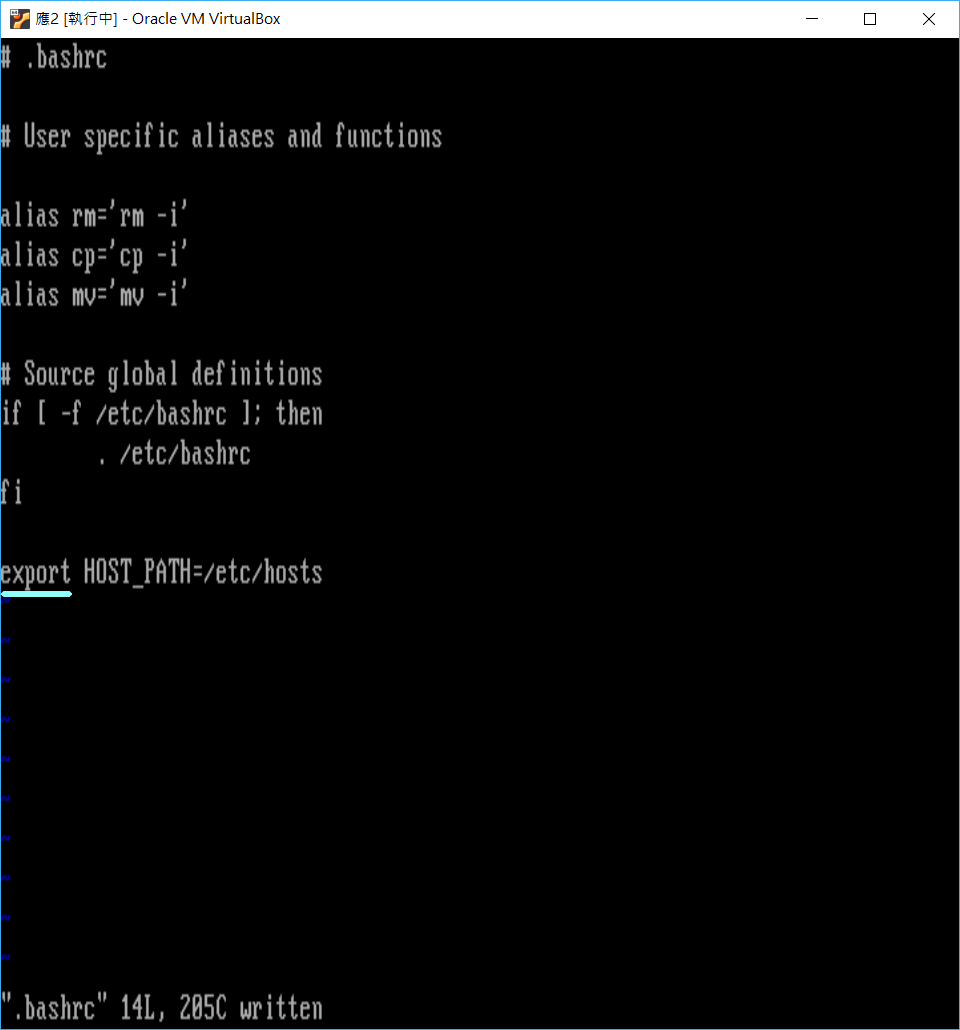 應2 [執行中] - Oracle VM VirtualBox
# .bashrc
# User specific aliases and functions
alias rm='rm -i'
alias cp='cp -i'
alias mv='mv -i'
# Source global definitions
if [ -f /etc/bashrc ]; then
        . /etc/bashrc
fi
export HOST_PATH=/etc/hosts
~
~
~
~
~
~
~
~
~
~
".bashrc" 14L, 205C written